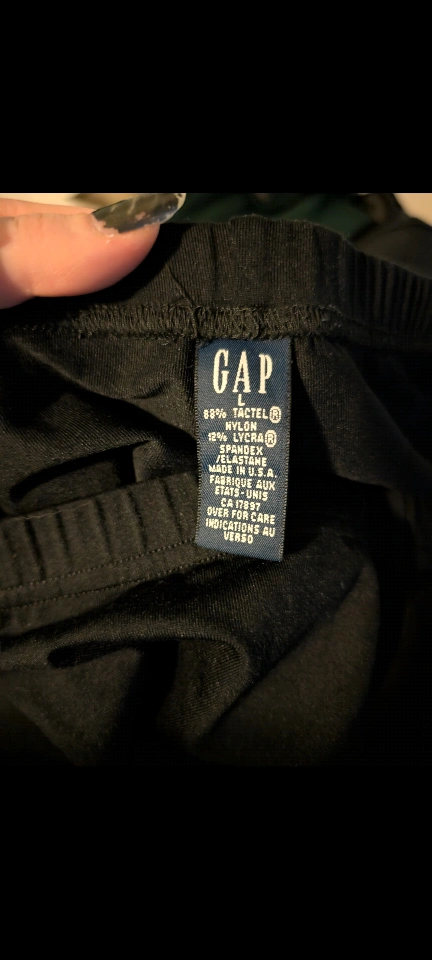 GAP
L
88% TACTEL®
NYLON
12% LYCRA®
SPANDEX
/ELASTANE
MADE IN U.S.A.
FABRIQUE AUX
ETATS-UNIS
CA 17897
OVER FOR CARE
INDICATIONS AU
VERSO